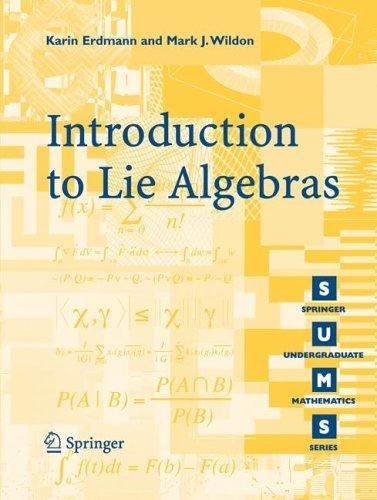 Karin Erdmann and Mark J. Wildon
Introduction
to Lie Algebras
f(x) = ∑ n = 0 n!
⟨χ, γ⟩ ≤ ‖χ‖ ‖γ‖
~(P·Q) = ~P v ~Q.
P(A | B) = P(A∩B) / P(B)
∫ f(t)dt = F(b) – F(a)
S
SPRINGER
U
UNDERGRADUATE
M
MATHEMATICS
S
SERIES
Springer